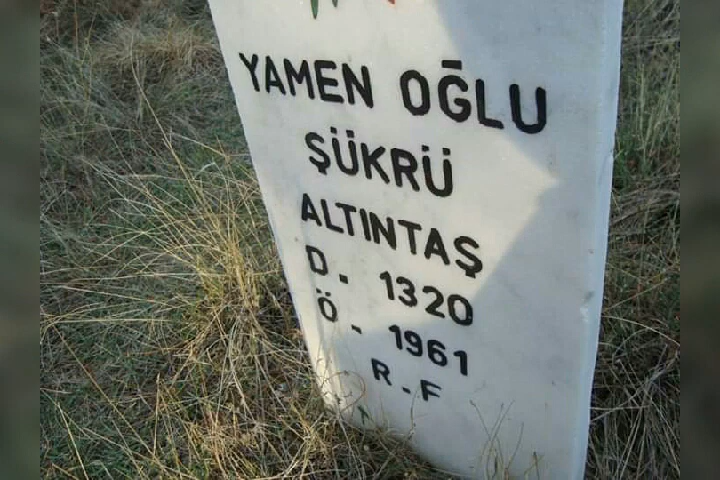 YAMEN OĞLU
ŞÜKRÜ
ALTINTAŞ
D. 1320
Ö - 1961
R-F